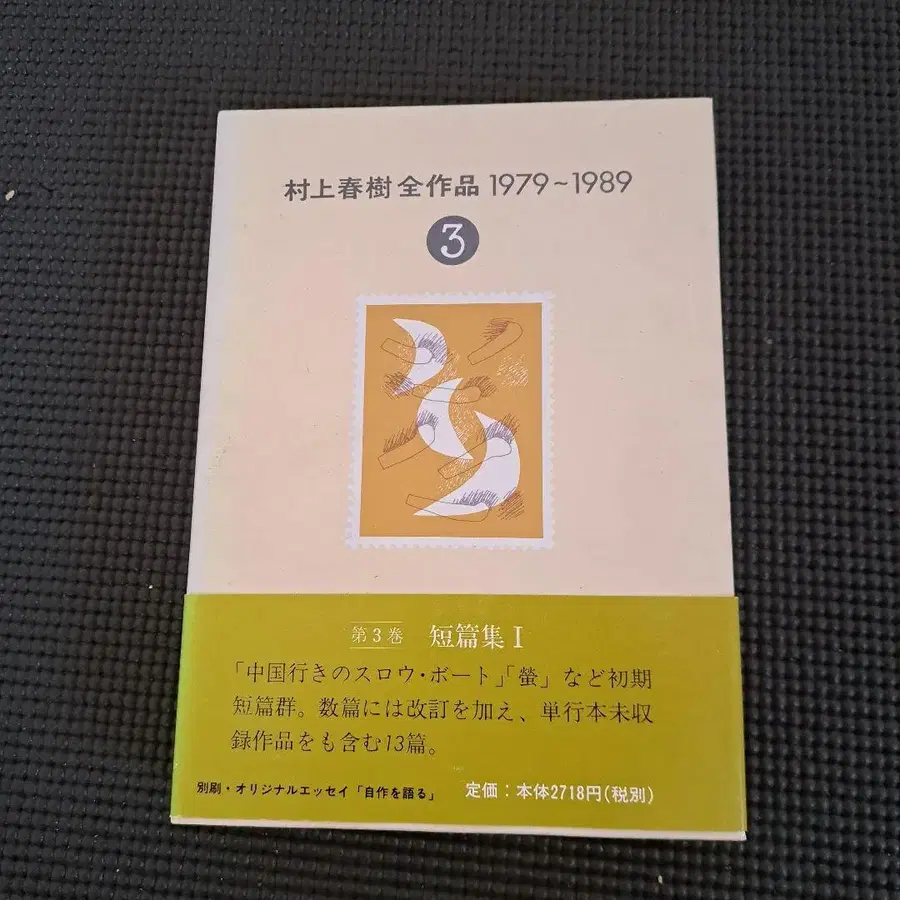 村上春樹 全作品 1979~1989
3
第3巻 短篇集Ⅰ
「中国行きのスロウ・ボート」「螢」など初期
短篇群。数篇には改訂を加え、単行本未収
録作品をも含む13篇。
別刷・オリジナルエッセイ「自作を語る」 定価:本体2718円(税別)